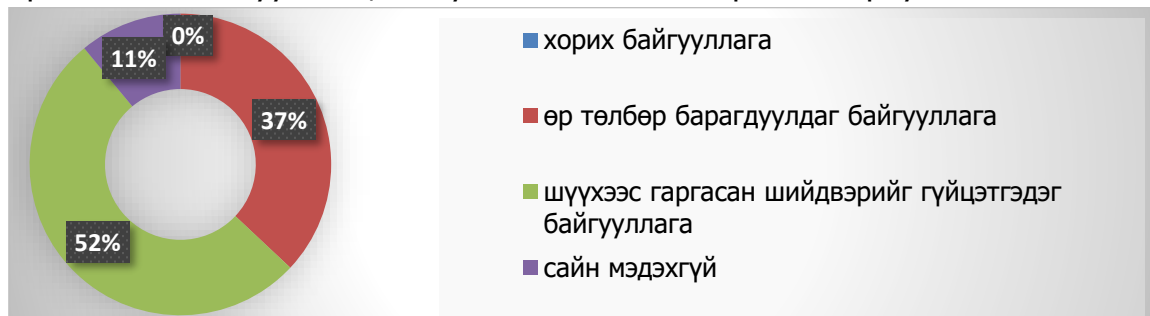 0%
11%
37%
52%
хорих байгууллага
өр төлбөр барагдуулдаг байгууллага
шүүхээс гаргасан шийдвэрийг гүйцэтгэдэг
байгууллага
сайн мэдэхгүй